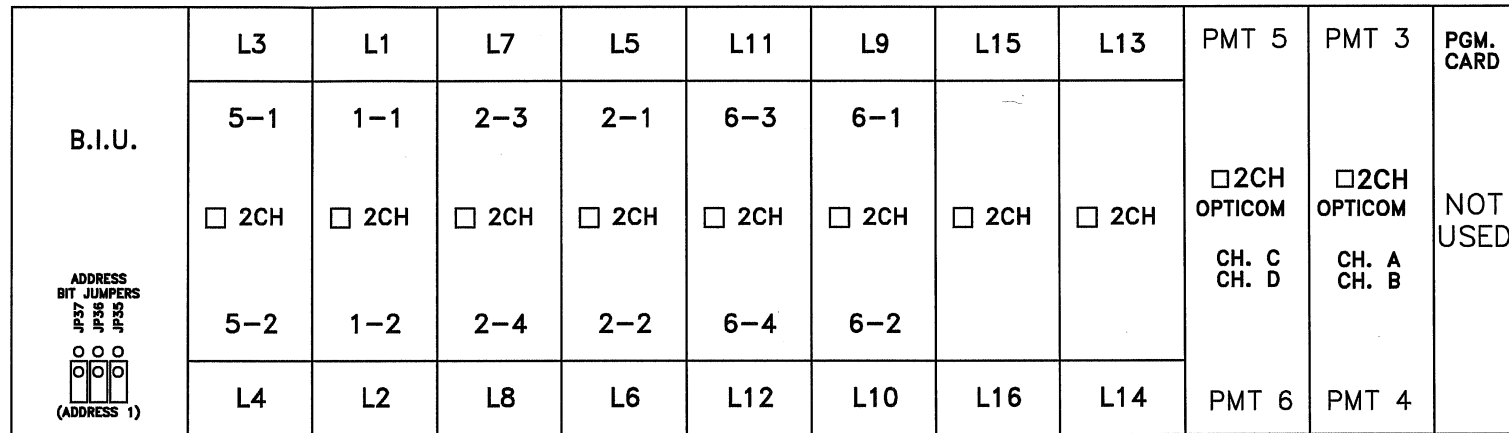 L3 L1 L7 L5 L11 L9 L15 L13 PMT 5 PMT 3 PGM.
CARD
B.I.U. 5-1 1-1 2-3 2-1 6-3 6-1
□ 2CH □ 2CH □ 2CH □ 2CH □ 2CH □ 2CH □ 2CH □ 2CH □2CH □2CH NOT
OPTICOM OPTICOM USED
CH. C CH. A
CH. D CH. B
ADDRESS
BIT JUMPERS
JP37 JP36 JP35
5-2 1-2 2-4 2-2 6-4 6-2
(ADDRESS 1)
L4 L2 L8 L6 L12 L10 L16 L14 PMT 6 PMT 4